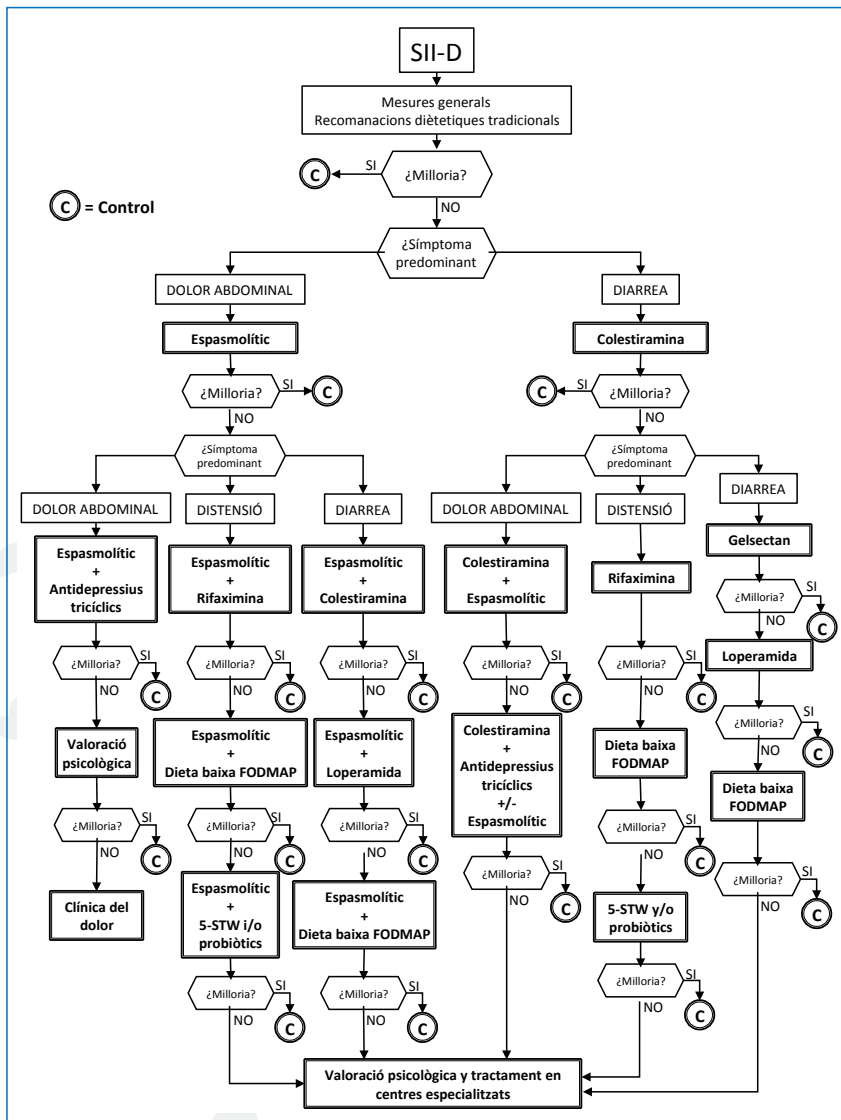 SII-D
Mesures generals
Recomanacions diètetiques tradicionals
¿Milloria?
SI
C
NO
C = Control
¿Símptoma
predominant
DOLOR ABDOMINAL
Espasmolític
¿Milloria?
SI
C
NO
¿Símptoma
predominant
DOLOR ABDOMINAL
Espasmolític
+
Antidepressius
tricíclics
¿Milloria?
SI
C
NO
Valoració
psicològica
¿Milloria?
SI
C
NO
Clínica del
dolor
DISTENSIÓ
Espasmolític
+
Rifaximina
¿Milloria?
SI
C
NO
Espasmolític
+
Dieta baixa FODMAP
¿Milloria?
SI
C
NO
Espasmolític
+
5-STW i/o
probiòtics
¿Milloria?
SI
C
NO
DIARREA
Espasmolític
+
Colestiramina
¿Milloria?
SI
C
NO
Espasmolític
+
Loperamida
¿Milloria?
SI
C
NO
Espasmolític
+
Dieta baixa FODMAP
¿Milloria?
SI
C
NO
DIARREA
Colestiramina
¿Milloria?
SI
C
NO
¿Símptoma
predominant
DOLOR ABDOMINAL
Colestiramina
+
Espasmolític
¿Milloria?
SI
C
NO
Colestiramina
+
Antidepressius
tricíclics
+/-
Espasmolític
¿Milloria?
SI
C
NO
DISTENSIÓ
Rifaximina
¿Milloria?
SI
C
NO
Dieta baixa
FODMAP
¿Milloria?
SI
C
NO
5-STW y/o
probiòtics
¿Milloria?
SI
C
NO
DIARREA
Gelsectan
¿Milloria?
SI
C
NO
Loperamida
¿Milloria?
SI
C
NO
Dieta baixa
FODMAP
¿Milloria?
SI
C
NO
Valoració psicològica y tractament en
centres especialitzats